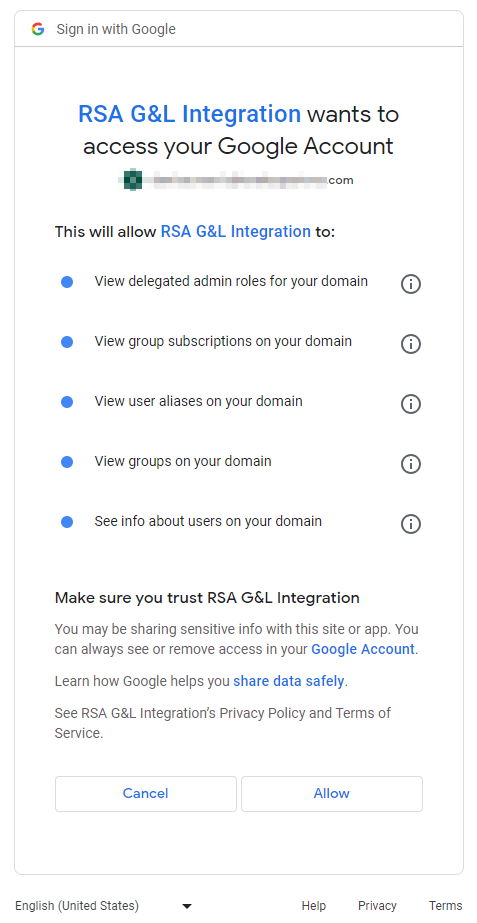 Sign in with Google
RSA G&L Integration wants to
access your Google Account
.com
This will allow RSA G&L Integration to:
View delegated admin roles for your domain
View group subscriptions on your domain
View user aliases on your domain
View groups on your domain
See info about users on your domain
Make sure you trust RSA G&L Integration
You may be sharing sensitive info with this site or app. You
can always see or remove access in your Google Account.
Learn how Google helps you share data safely.
See RSA G&L Integration's Privacy Policy and Terms of
Service.
Cancel
Allow
English (United States)
Help
Privacy
Terms